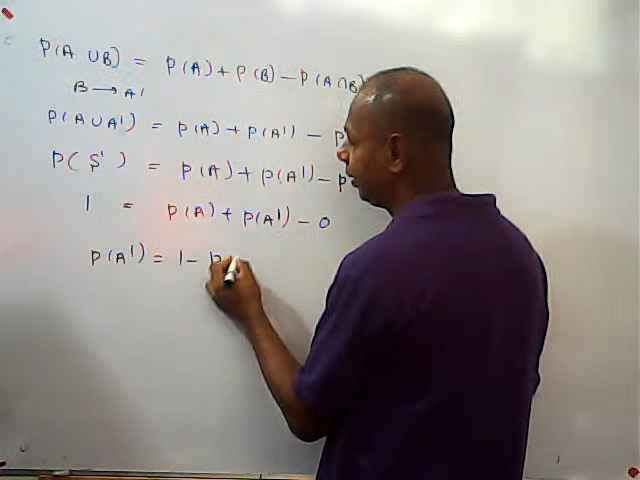 P(A ∪ B) = P(A) + P(B) − P(A ∩ B)
B → A'
P(A ∪ A') = P(A) + P(A') − P
P( S' ) = P(A) + P(A') − P
1 = P(A) + P(A') − 0
P(A') = 1 − P